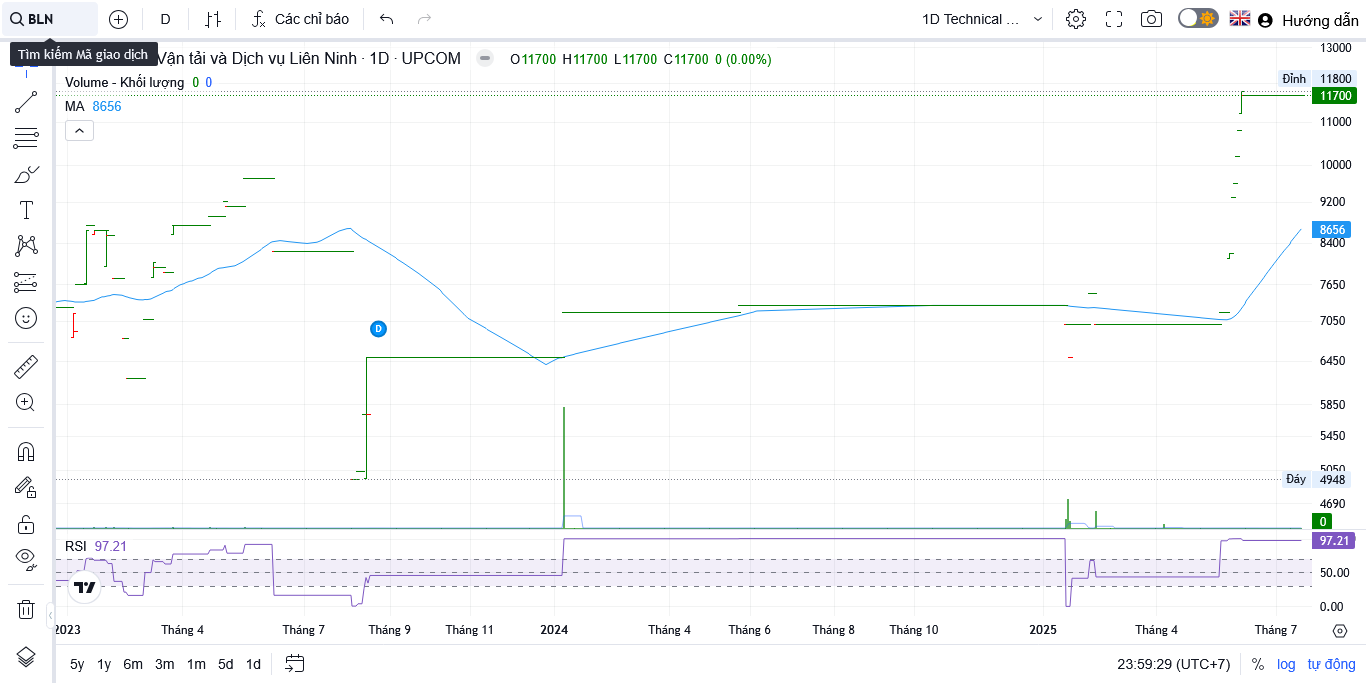 BLN
D
Các chỉ báo
1D Technical ...
Hướng dẫn
Tìm kiếm Mã giao dịch
Vận tải và Dịch vụ Liên Ninh · 1D · UPCOM
O11700 H11700 L11700 C11700 0 (0.00%)
Volume - Khối lượng 0 0
MA 8656
13000
Đỉnh 11800
11700
11000
10000
9200
8656
8400
7650
7050
6450
5850
5450
5050
Đáy 4948
4690
0
D
RSI 97.21
97.21
50.00
0.00
2023 Tháng 4 Tháng 7 Tháng 9 Tháng 11 2024 Tháng 4 Tháng 6 Tháng 8 Tháng 10 2025 Tháng 4 Tháng 7
5y 1y 6m 3m 1m 5d 1d
23:59:29 (UTC+7) % log tự động